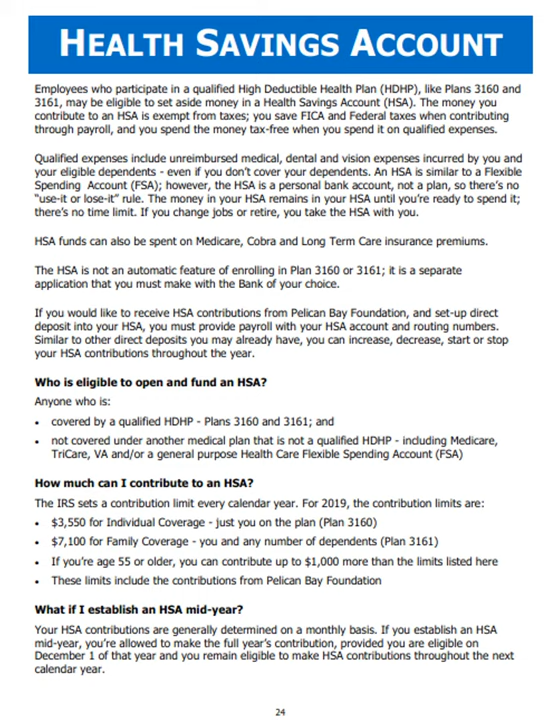 HEALTH SAVINGS ACCOUNT
Employees who participate in a qualified High Deductible Health Plan (HDHP), like Plans 3160 and
3161, may be eligible to set aside money in a Health Savings Account (HSA). The money you
contribute to an HSA is exempt from taxes; you save FICA and Federal taxes when contributing
through payroll, and you spend the money tax-free when you spend it on qualified expenses.
Qualified expenses include unreimbursed medical, dental and vision expenses incurred by you and
your eligible dependents - even if you don't cover your dependents. An HSA is similar to a Flexible
Spending Account (FSA); however, the HSA is a personal bank account, not a plan, so there's no
"use-it or lose-it" rule. The money in your HSA remains in your HSA until you're ready to spend it;
there's no time limit. If you change jobs or retire, you take the HSA with you.
HSA funds can also be spent on Medicare, Cobra and Long Term Care insurance premiums.
The HSA is not an automatic feature of enrolling in Plan 3160 or 3161; it is a separate
application that you must make with the Bank of your choice.
If you would like to receive HSA contributions from Pelican Bay Foundation, and set-up direct
deposit into your HSA, you must provide payroll with your HSA account and routing numbers.
Similar to other direct deposits you may already have, you can increase, decrease, start or stop
your HSA contributions throughout the year.
Who is eligible to open and fund an HSA?
Anyone who is:
• covered by a qualified HDHP - Plans 3160 and 3161; and
• not covered under another medical plan that is not a qualified HDHP - including Medicare,
TriCare, VA and/or a general purpose Health Care Flexible Spending Account (FSA)
How much can I contribute to an HSA?
The IRS sets a contribution limit every calendar year. For 2019, the contribution limits are:
• $3,550 for Individual Coverage - just you on the plan (Plan 3160)
• $7,100 for Family Coverage - you and any number of dependents (Plan 3161)
• If you're age 55 or older, you can contribute up to $1,000 more than the limits listed here
• These limits include the contributions from Pelican Bay Foundation
What if I establish an HSA mid-year?
Your HSA contributions are generally determined on a monthly basis. If you establish an HSA
mid-year, you're allowed to make the full year's contribution, provided you are eligible on
December 1 of that year and you remain eligible to make HSA contributions throughout the next
calendar year.
24